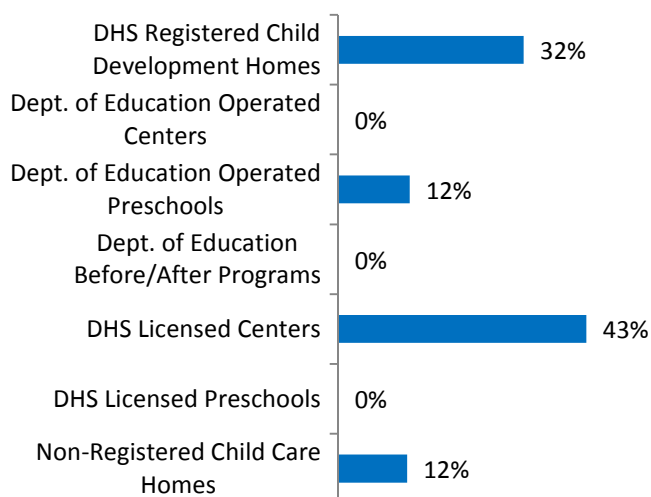 DHS Registered Child
Development Homes
32%
Dept. of Education Operated
Centers
0%
Dept. of Education Operated
Preschools
12%
Dept. of Education
Before/After Programs
0%
DHS Licensed Centers
43%
DHS Licensed Preschools
0%
Non-Registered Child Care
Homes
12%